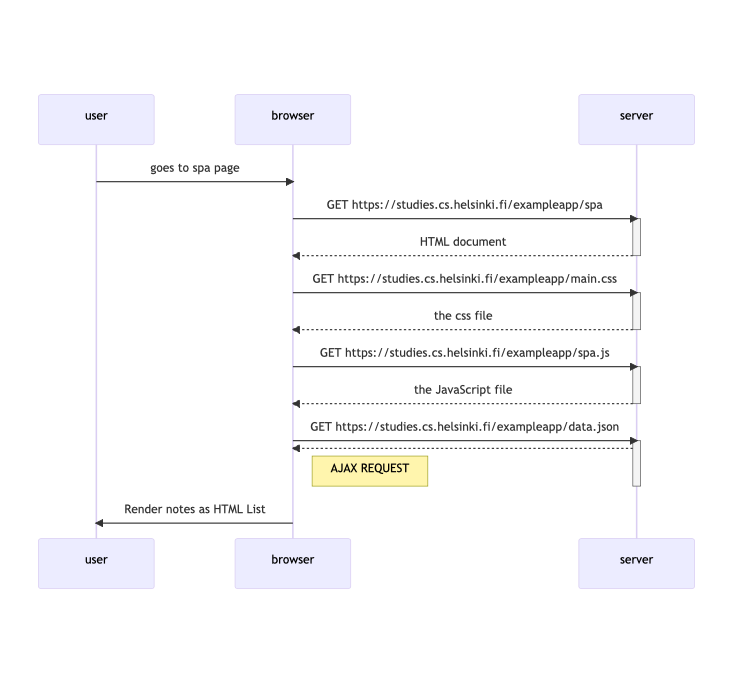 user browser server
goes to spa page
GET https://studies.cs.helsinki.fi/exampleapp/spa
HTML document
GET https://studies.cs.helsinki.fi/exampleapp/main.css
the css file
GET https://studies.cs.helsinki.fi/exampleapp/spa.js
the JavaScript file
GET https://studies.cs.helsinki.fi/exampleapp/data.json
AJAX REQUEST
Render notes as HTML List
user browser server